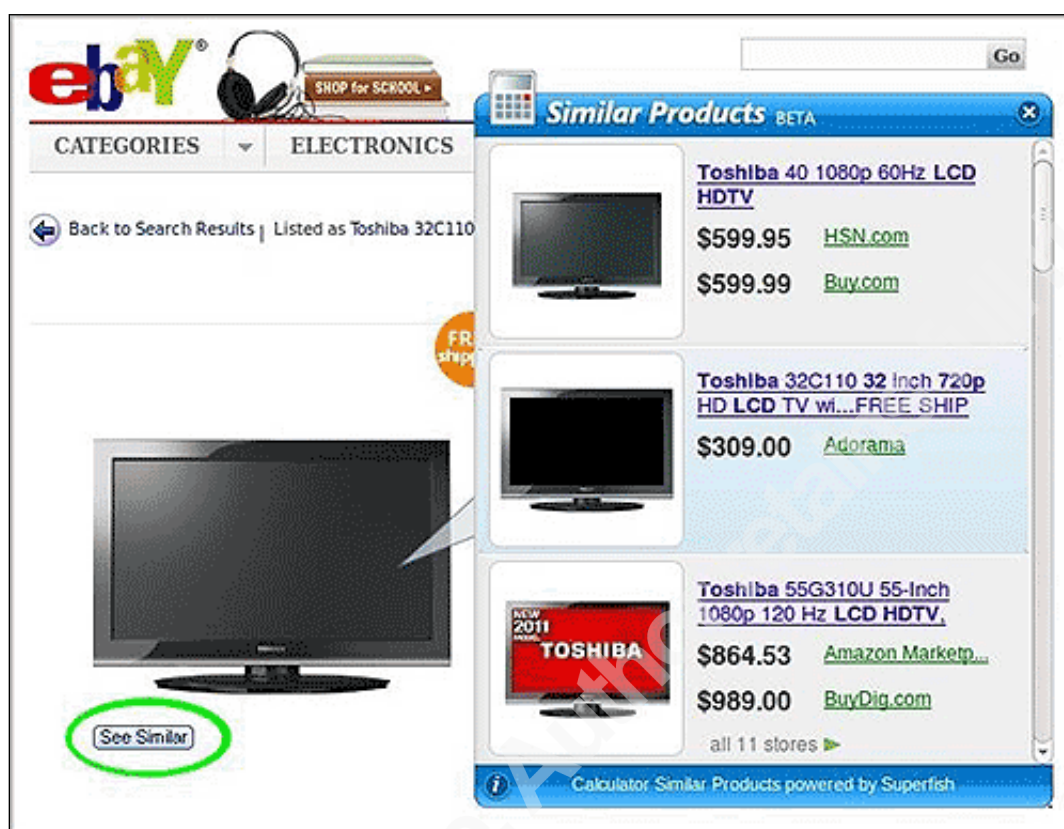 ebaY®
SHOP for SCHOOL
Go
CATEGORIES
ELECTRONICS
Back to Search Results | Listed as Toshiba 32C110
FR
ship
See Similar
Similar Products BETA
Toshiba 40 1080p 60Hz LCD
HDTV
$599.95 HSN.com
$599.99 Buy.com
Toshiba 32C110 32 Inch 720p
HD LCD TV wi...FREE SHIP
$309.00 Adorama
NEW
2011
MODEL
TOSHIBA
Toshiba 55G310U 55-Inch
1080p 120 Hz LCD HDTV,
$864.53 Amazon Marketp...
$989.00 BuyDig.com
all 11 stores
Calculator Similar Products powered by Superfish